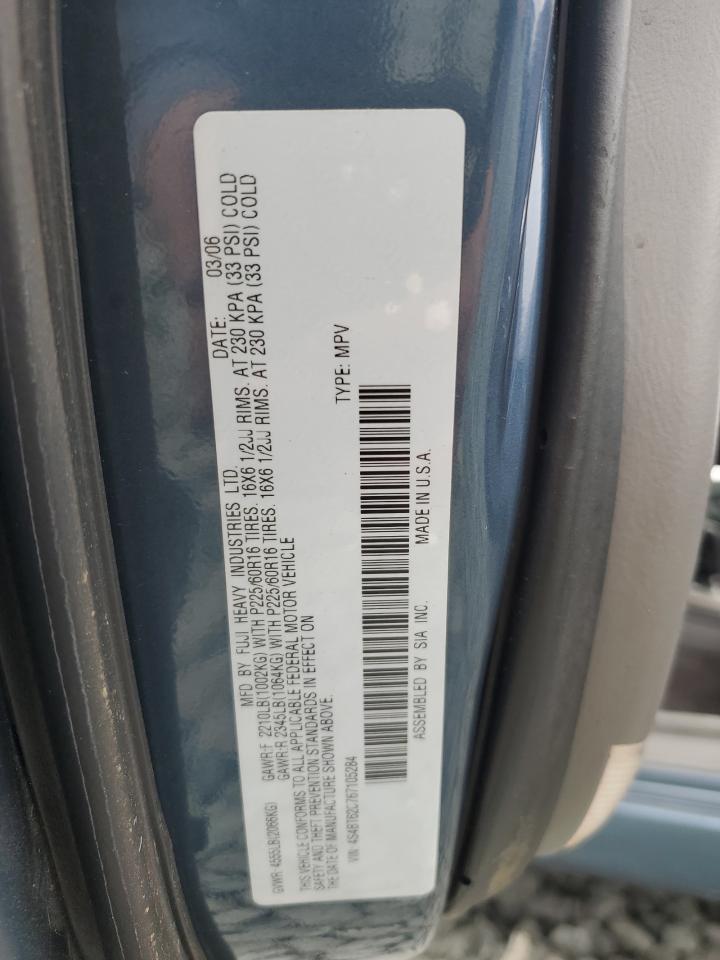 MFD BY FUJI HEAVY INDUSTRIES LTD. DATE: 03/06
GVWR: 4555LB(2066KG) GAWR:F 2210LB(1002KG) WITH P225/60R16 TIRES. 16X6 1/2JJ RIMS. AT 230 KPA (33 PSI) COLD
GAWR:R 2345LB(1064KG) WITH P225/60R16 TIRES. 16X6 1/2JJ RIMS. AT 230 KPA (33 PSI) COLD
THIS VEHICLE CONFORMS TO ALL APPLICABLE FEDERAL MOTOR VEHICLE
SAFETY AND THEFT PREVENTION STANDARDS IN EFFECT ON
THE DATE OF MANUFACTURE SHOWN ABOVE.
VIN: 4S4BT62C767105284 TYPE: MPV
ASSEMBLED BY SIA INC. MADE IN U.S.A.